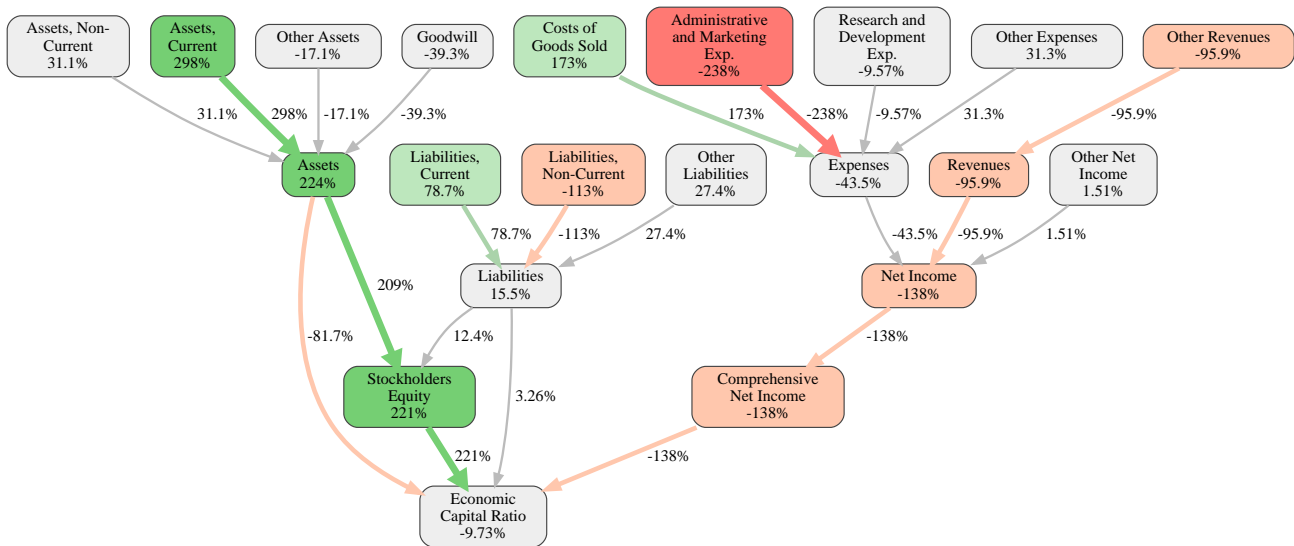 Assets, Non-
Current
31.1%
Assets,
Current
298%
Other Assets
-17.1%
Goodwill
-39.3%
Costs of
Goods Sold
173%
Administrative
and Marketing
Exp.
-238%
Research and
Development
Exp.
-9.57%
Other Expenses
31.3%
Other Revenues
-95.9%
31.1%
298%
-17.1%
-39.3%
173%
-238%
-9.57%
31.3%
-95.9%
Assets
224%
Liabilities,
Current
78.7%
Liabilities,
Non-Current
-113%
Other
Liabilities
27.4%
Expenses
-43.5%
Revenues
-95.9%
Other Net
Income
1.51%
78.7%
-113%
27.4%
-43.5%
-95.9%
1.51%
Liabilities
15.5%
Net Income
-138%
209%
-81.7%
12.4%
-138%
Stockholders
Equity
221%
3.26%
Comprehensive
Net Income
-138%
221%
-138%
Economic
Capital Ratio
-9.73%